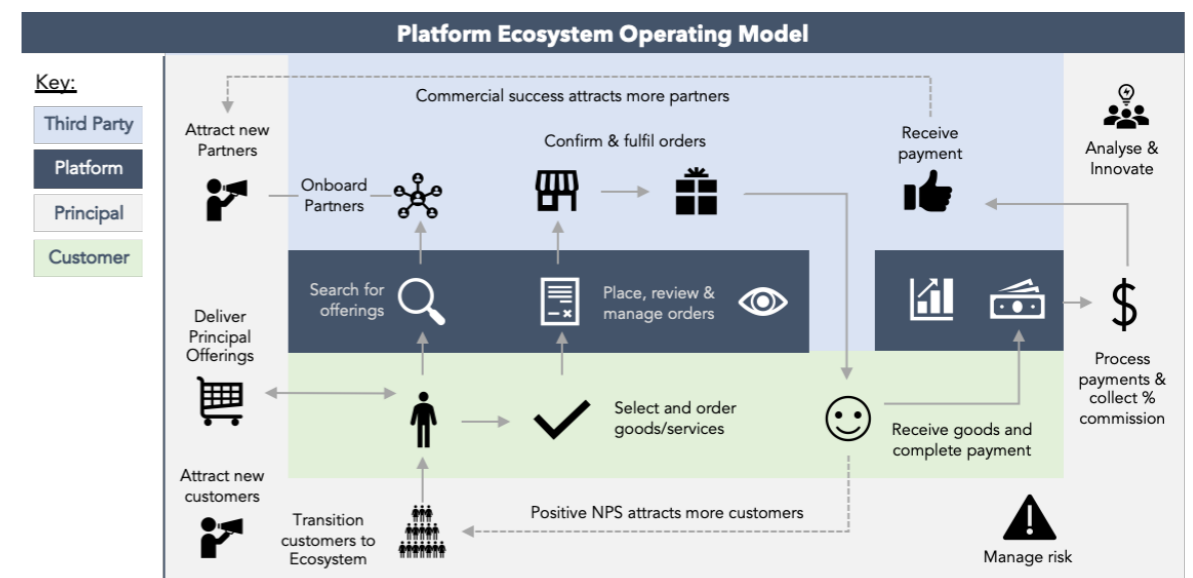 Platform Ecosystem Operating Model
Key:
Third Party
Platform
Principal
Customer
Commercial success attracts more partners
Attract new
Partners
Confirm & fulfil orders
Receive
payment
Analyse &
Innovate
Onboard
Partners
Search for
offerings
Place, review &
manage orders
Deliver
Principal
Offerings
Process
payments &
collect %
commission
Select and order
goods/services
Receive goods and
complete payment
Attract new
customers
Transition
customers to
Ecosystem
Positive NPS attracts more customers
Manage risk